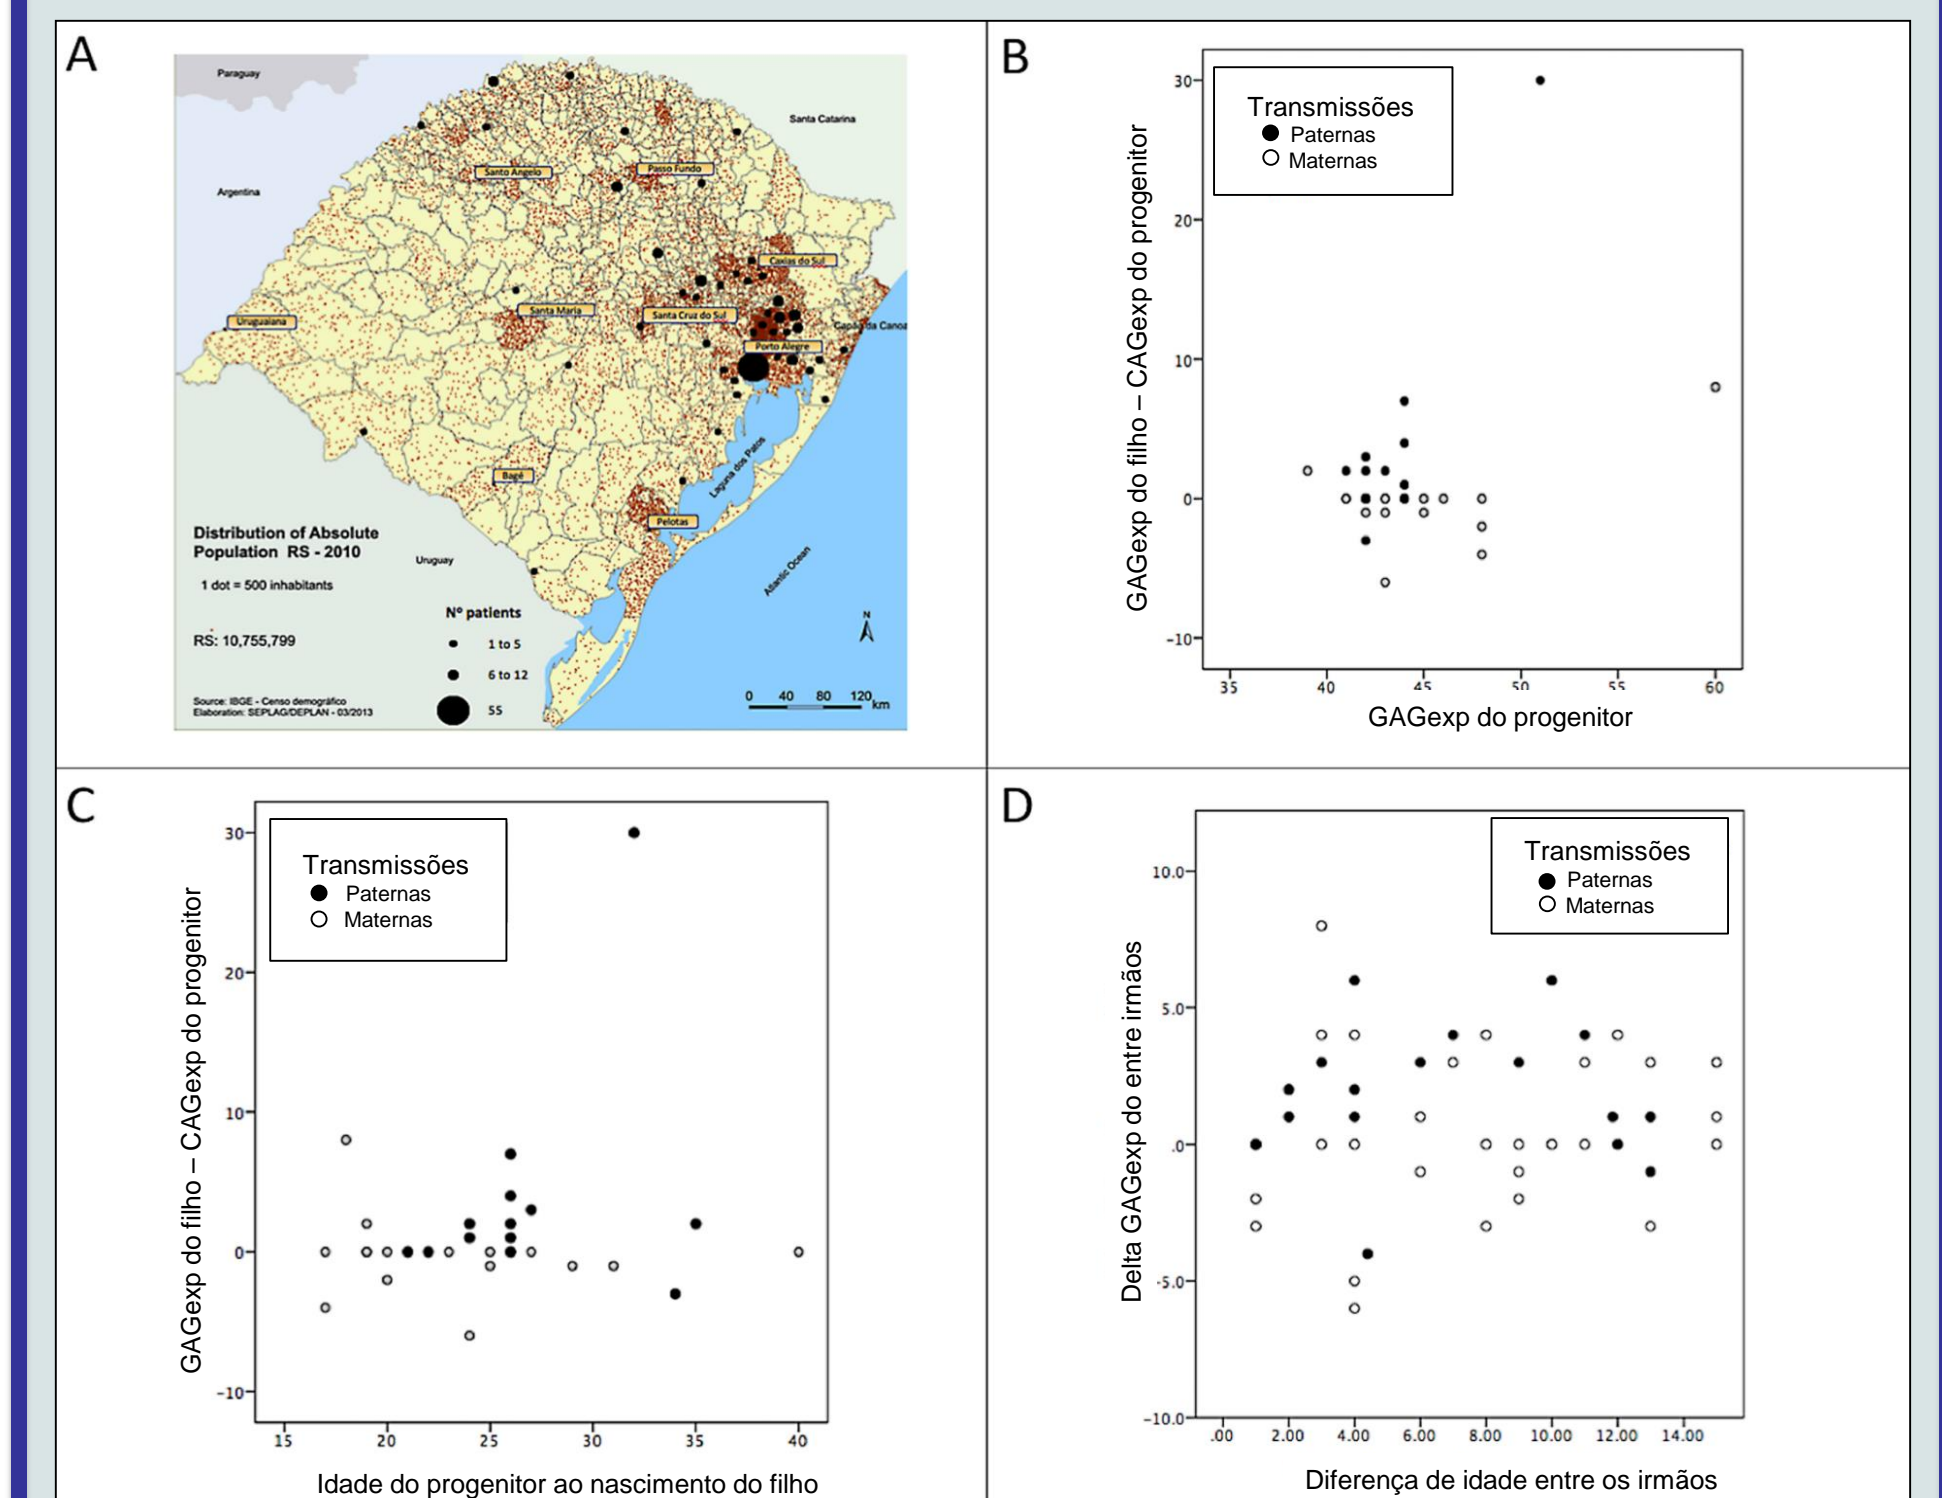 A
Paraguay
Santa Catarina
Argentina
Santo Angelo
Passo Fundo
Caxias do Sul
Uruguaiana
Santa Maria
Santa Cruz do Sul
Capão da Canoa
Porto Alegre
Laguna dos Patos
Bagé
Pelotas
Distribution of Absolute
Population RS - 2010
Uruguay
Atlantic Ocean
1 dot = 500 inhabitants
Nº patients
RS: 10,755,799
1 to 5
6 to 12
55
N
Source: IBGE - Censo demográfico
Elaboration: SEPLAG/DEPLAN - 03/2013
0 40 80 120 km
B
GAGexp do filho – CAGexp do progenitor
30
20
10
0
-10
Transmissões
Paternas
Maternas
35 40 45 50 55 60
GAGexp do progenitor
C
GAGexp do filho – CAGexp do progenitor
30
20
10
0
-10
Transmissões
Paternas
Maternas
15 20 25 30 35 40
Idade do progenitor ao nascimento do filho
D
Delta GAGexp do entre irmãos
10.0
5.0
.0
-5.0
-10.0
Transmissões
Paternas
Maternas
.00 2.00 4.00 6.00 8.00 10.00 12.00 14.00
Diferença de idade entre os irmãos